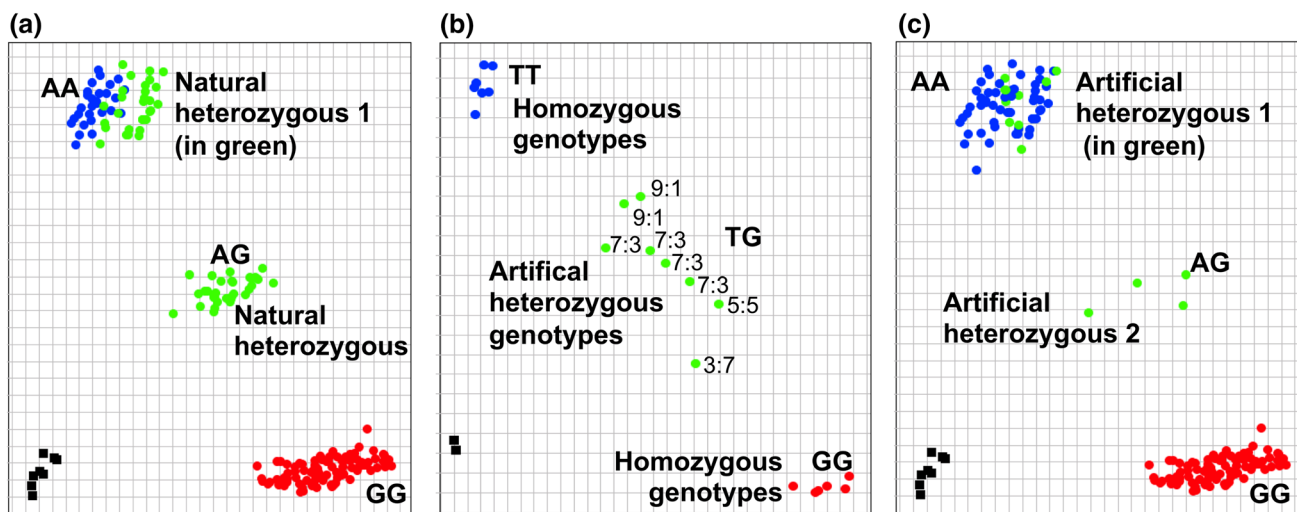 (a)
AA
Natural
heterozygous 1
(in green)
AG
Natural
heterozygous
GG
(b)
TT
Homozygous
genotypes
9:1
9:1
7:3
7:3
7:3
7:3
5:5
3:7
TG
Artifical
heterozygous
genotypes
Homozygous
genotypes
GG
(c)
AA
Artificial
heterozygous 1
(in green)
AG
Artificial
heterozygous 2
GG